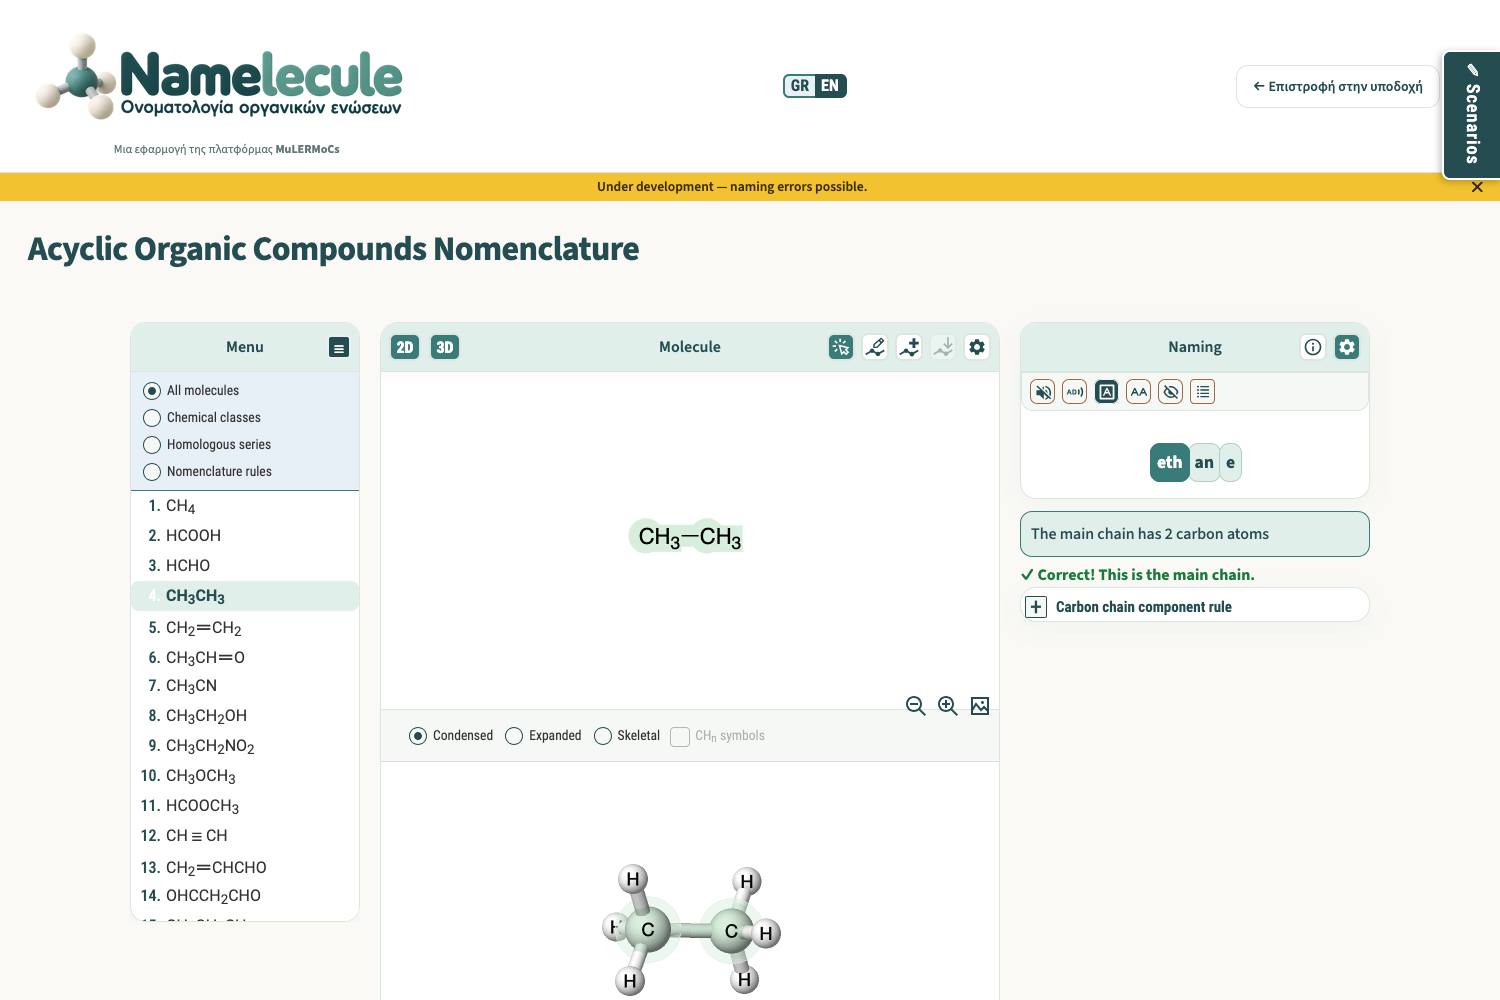 Namelecule
Ονοματολογία οργανικών ενώσεων
Μια εφαρμογή της πλατφόρμας MuLERMoCs
GR EN
← Επιστροφή στην υποδοχή
✎ Scenarios
Under development — naming errors possible. ✕
Acyclic Organic Compounds Nomenclature
Menu
All molecules
Chemical classes
Homologous series
Nomenclature rules
1. CH₄
2. HCOOH
3. HCHO
4. CH₃CH₃
5. CH₂=CH₂
6. CH₃CH=O
7. CH₃CN
8. CH₃CH₂OH
9. CH₃CH₂NO₂
10. CH₃OCH₃
11. HCOOCH₃
12. CH≡CH
13. CH₂=CHCHO
14. OHCCH₂CHO
2D 3D Molecule
CH₃—CH₃
Condensed Expanded Skeletal CHₙ symbols
H H
H C C H
H H
Naming
AD A AA
eth an e
The main chain has 2 carbon atoms
✓ Correct! This is the main chain.
+ Carbon chain component rule